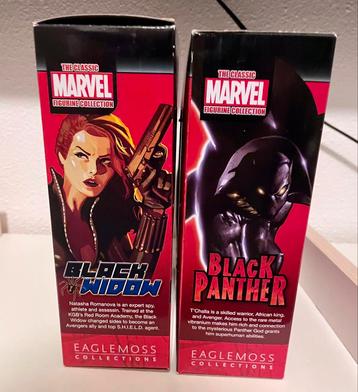 THE CLASSIC
MARVEL
FIGURINE COLLECTION
BLACK
WIDOW
Natasha Romanova is an expert spy,
athlete and assassin. Trained at the
KGB's Red Room Academy, the Black
Widow changed sides to become an
Avengers ally and top S.H.I.E.L.D. agent.
EAGLEMOSS
COLLECTIONS
THE CLASSIC
MARVEL
FIGURINE COLLECTION
BLACK
PANTHER
T'Challa is a skilled warrior, African king,
and Avenger. Access to the rare metal
vibranium makes him rich and connection
to the mysterious Panther God grants
him superhuman abilities.
EAGLEMOSS
COLLECTIONS